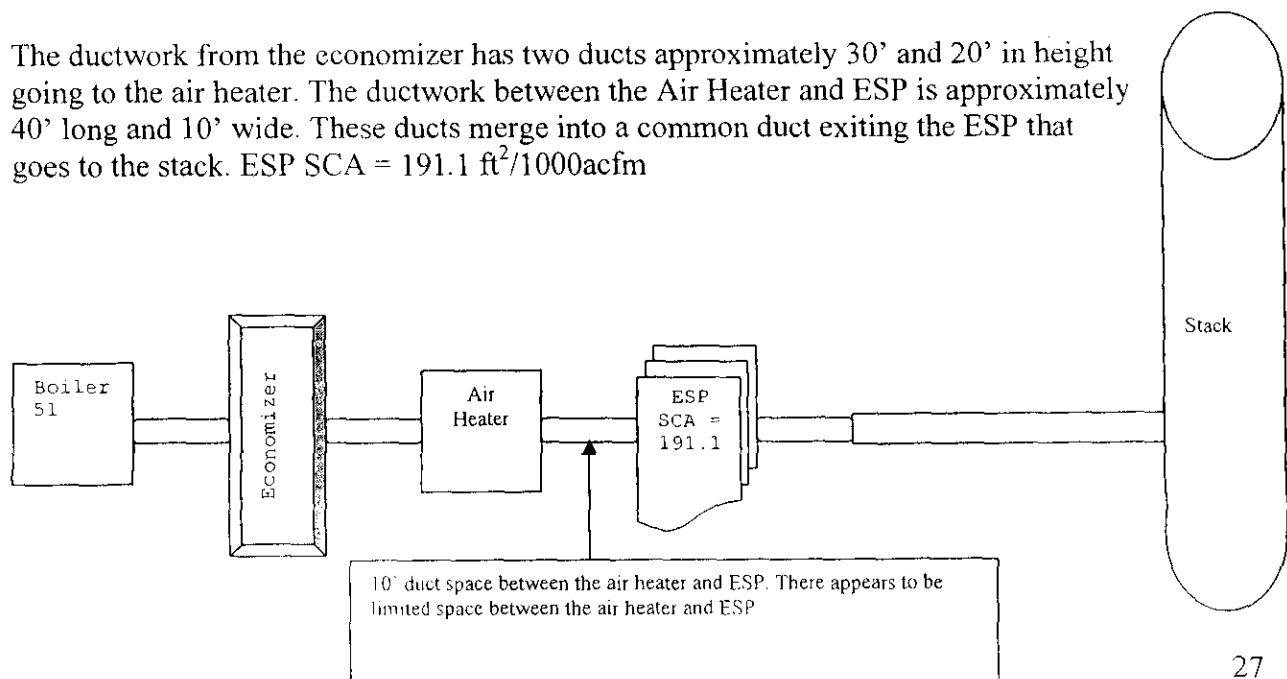 The ductwork from the economizer has two ducts approximately 30’ and 20’ in height
going to the air heater. The ductwork between the Air Heater and ESP is approximately
40’ long and 10’ wide. These ducts merge into a common duct exiting the ESP that
goes to the stack. ESP SCA = 191.1 ft²/1000acfm
Stack
Boiler
51
Economizer
Air
Heater
ESP
SCA =
191.1
10’ duct space between the air heater and ESP. There appears to be
limited space between the air heater and ESP
27